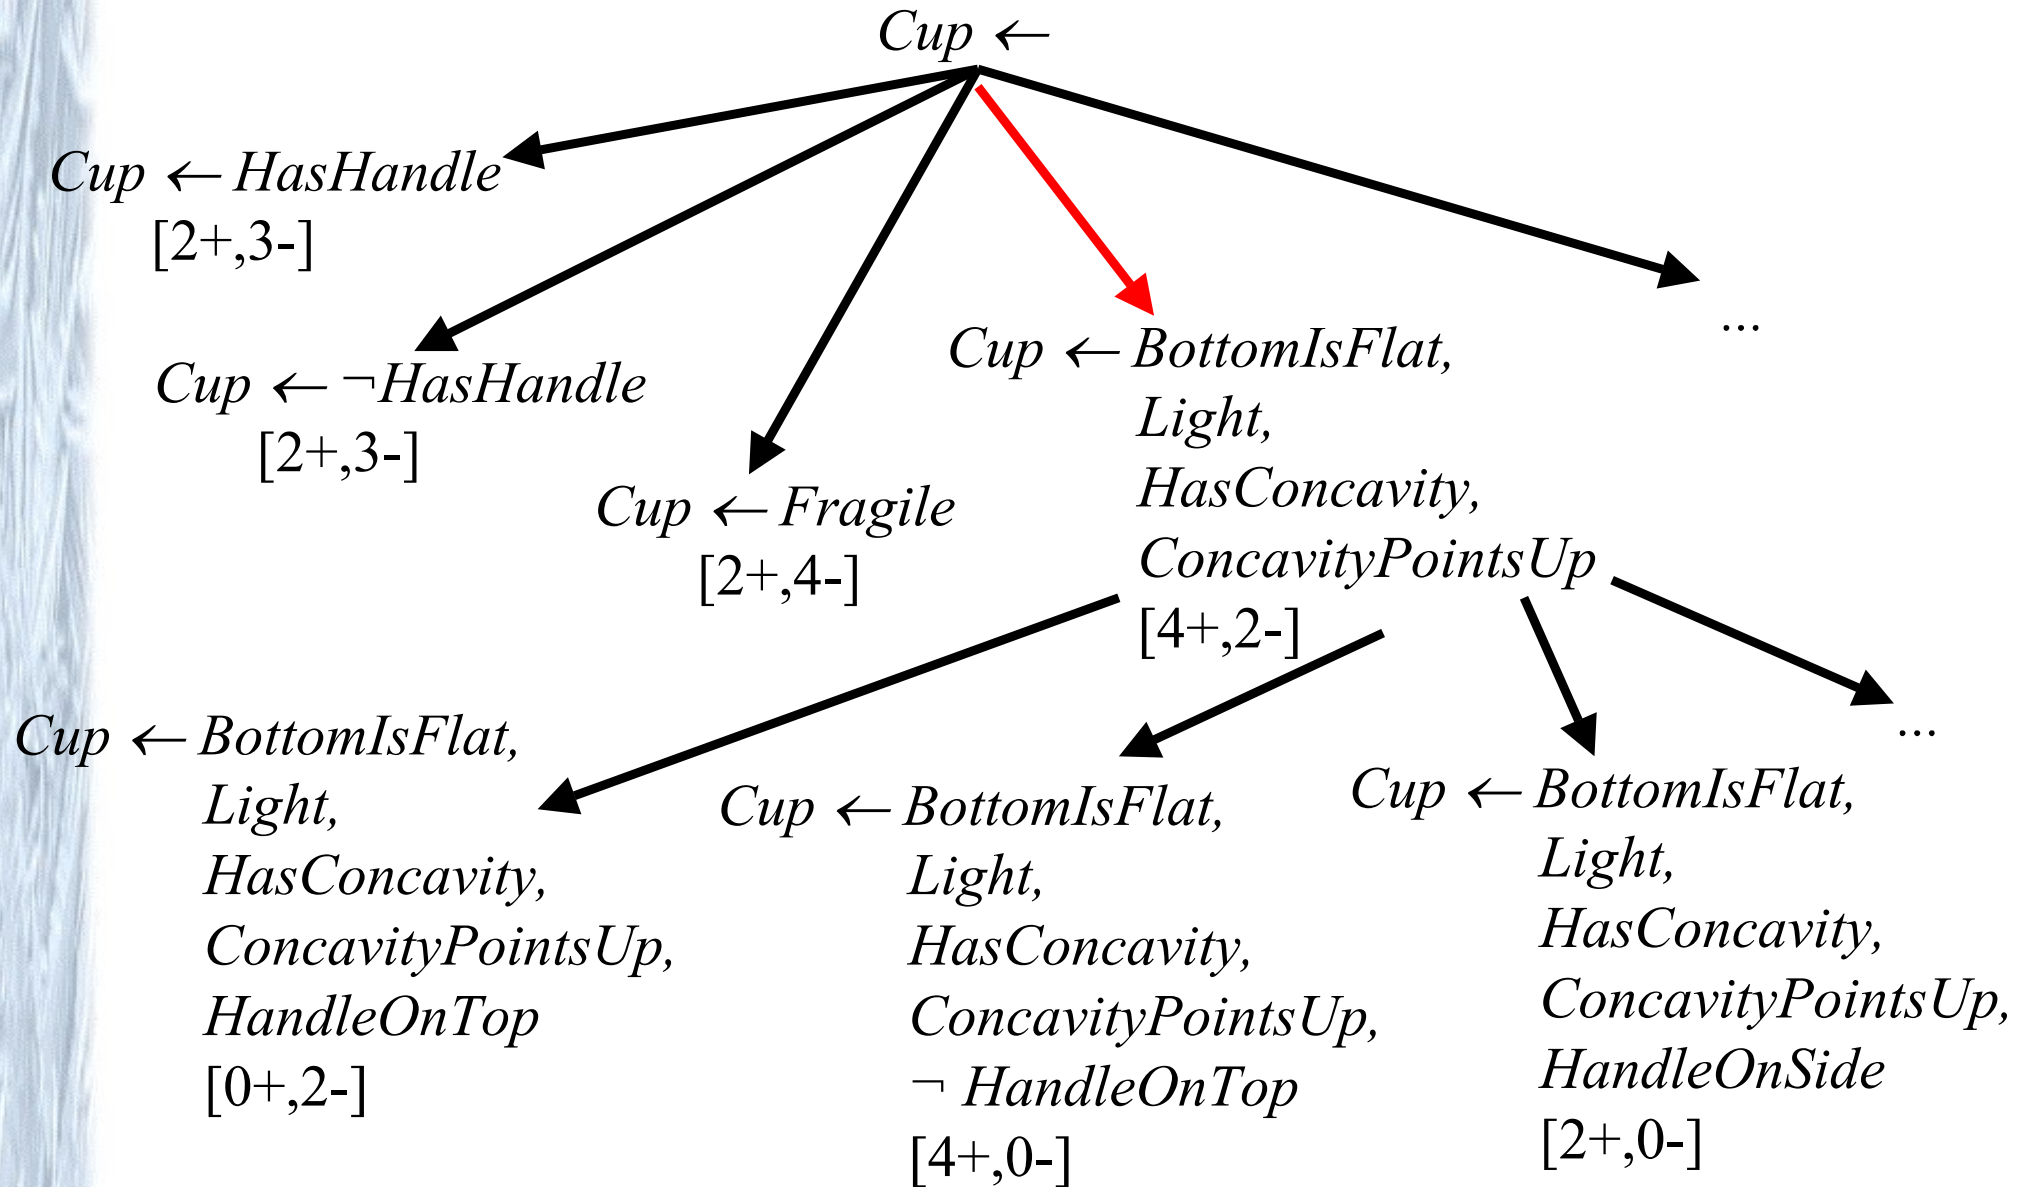 Cup ←
Cup ← HasHandle
[2+,3-]
Cup ← ¬HasHandle
[2+,3-]
Cup ← Fragile
[2+,4-]
Cup ← BottomIsFlat,
Light,
HasConcavity,
ConcavityPointsUp
[4+,2-]
...
Cup ← BottomIsFlat,
Light,
HasConcavity,
ConcavityPointsUp,
HandleOnTop
[0+,2-]
Cup ← BottomIsFlat,
Light,
HasConcavity,
ConcavityPointsUp,
¬ HandleOnTop
[4+,0-]
Cup ← BottomIsFlat,
Light,
HasConcavity,
ConcavityPointsUp,
HandleOnSide
[2+,0-]
...